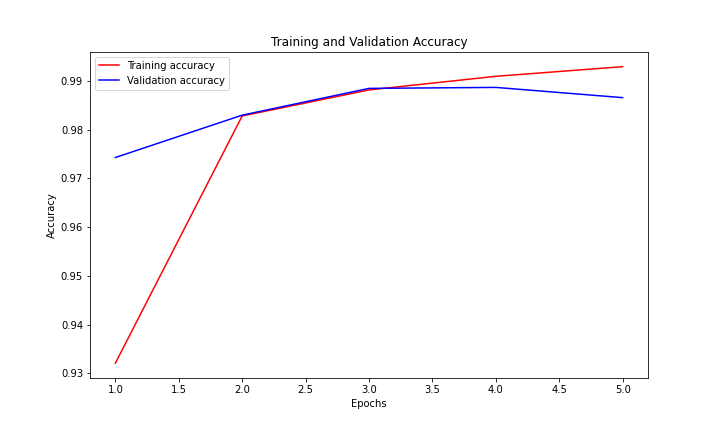 Training and Validation Accuracy
Training accuracy
Validation accuracy
Accuracy
0.99
0.98
0.97
0.96
0.95
0.94
0.93
1.0 1.5 2.0 2.5 3.0 3.5 4.0 4.5 5.0
Epochs